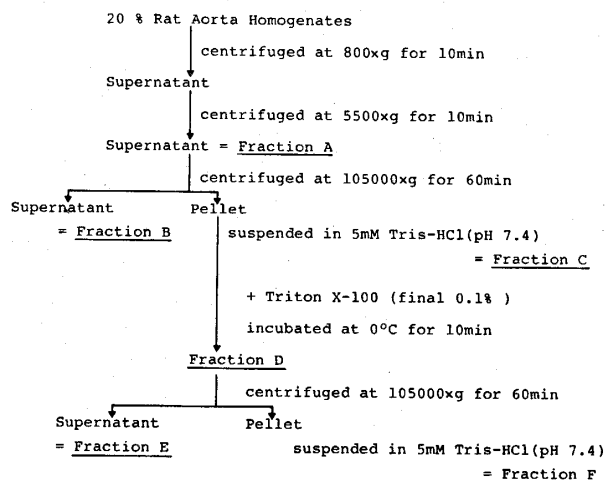 20 % Rat Aorta Homogenates
centrifuged at 800xg for 10min
Supernatant
centrifuged at 5500xg for 10min
Supernatant = Fraction A
centrifuged at 105000xg for 60min
Supernatant Pellet
= Fraction B suspended in 5mM Tris-HCl(pH 7.4)
= Fraction C
+ Triton X-100 (final 0.1% )
incubated at 0°C for 10min
Fraction D
centrifuged at 105000xg for 60min
Supernatant Pellet
= Fraction E suspended in 5mM Tris-HCl(pH 7.4)
= Fraction F